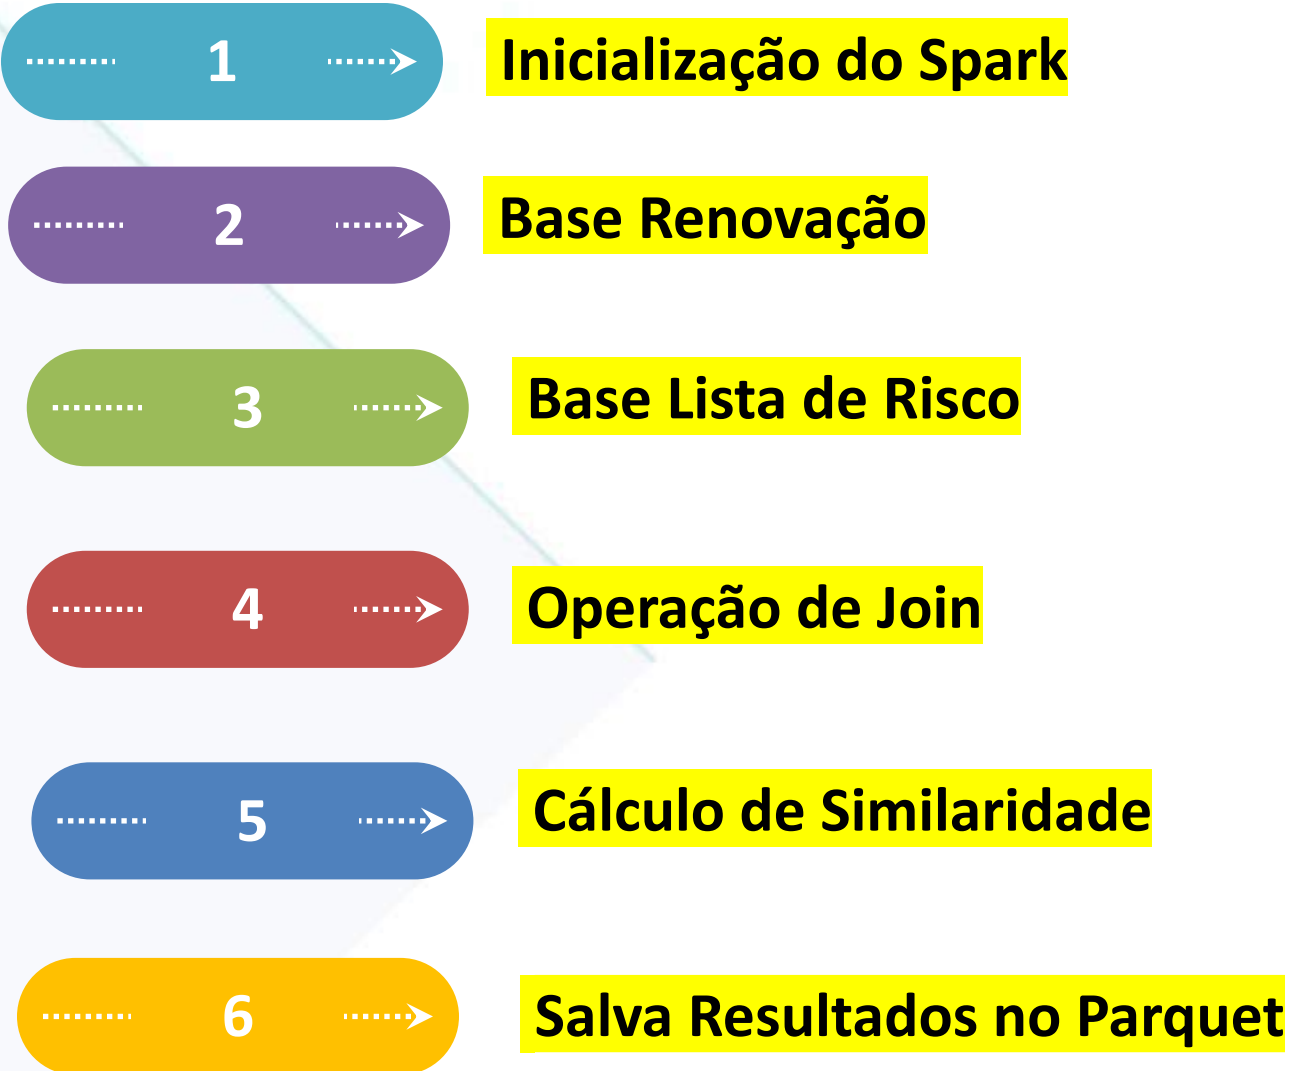 1 Inicialização do Spark
2 Base Renovação
3 Base Lista de Risco
4 Operação de Join
5 Cálculo de Similaridade
6 Salva Resultados no Parquet